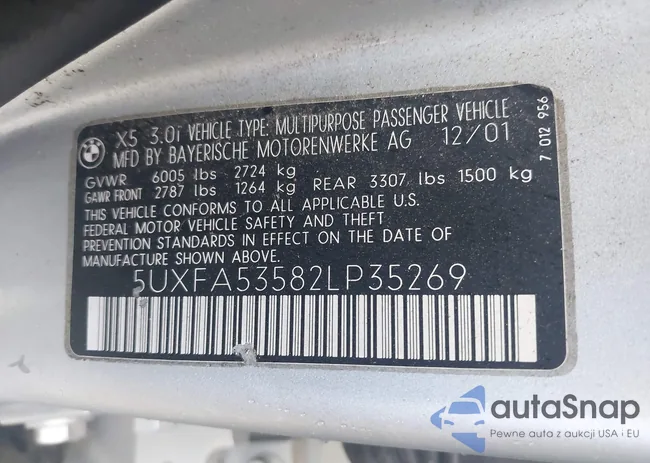 X5 3.0i VEHICLE TYPE: MULTIPURPOSE PASSENGER VEHICLE
MFD BY BAYERISCHE MOTORENWERKE AG 12/01
GVWR 6005 lbs 2724 kg
GAWR FRONT 2787 lbs 1264 kg REAR 3307 lbs 1500 kg
THIS VEHICLE CONFORMS TO ALL APPLICABLE U.S.
FEDERAL MOTOR VEHICLE SAFETY AND THEFT
PREVENTION STANDARDS IN EFFECT ON THE DATE OF
MANUFACTURE SHOWN ABOVE.
5UXFA53582LP35269
7 012 956
autaSnap
Pewne auta z aukcji USA i EU